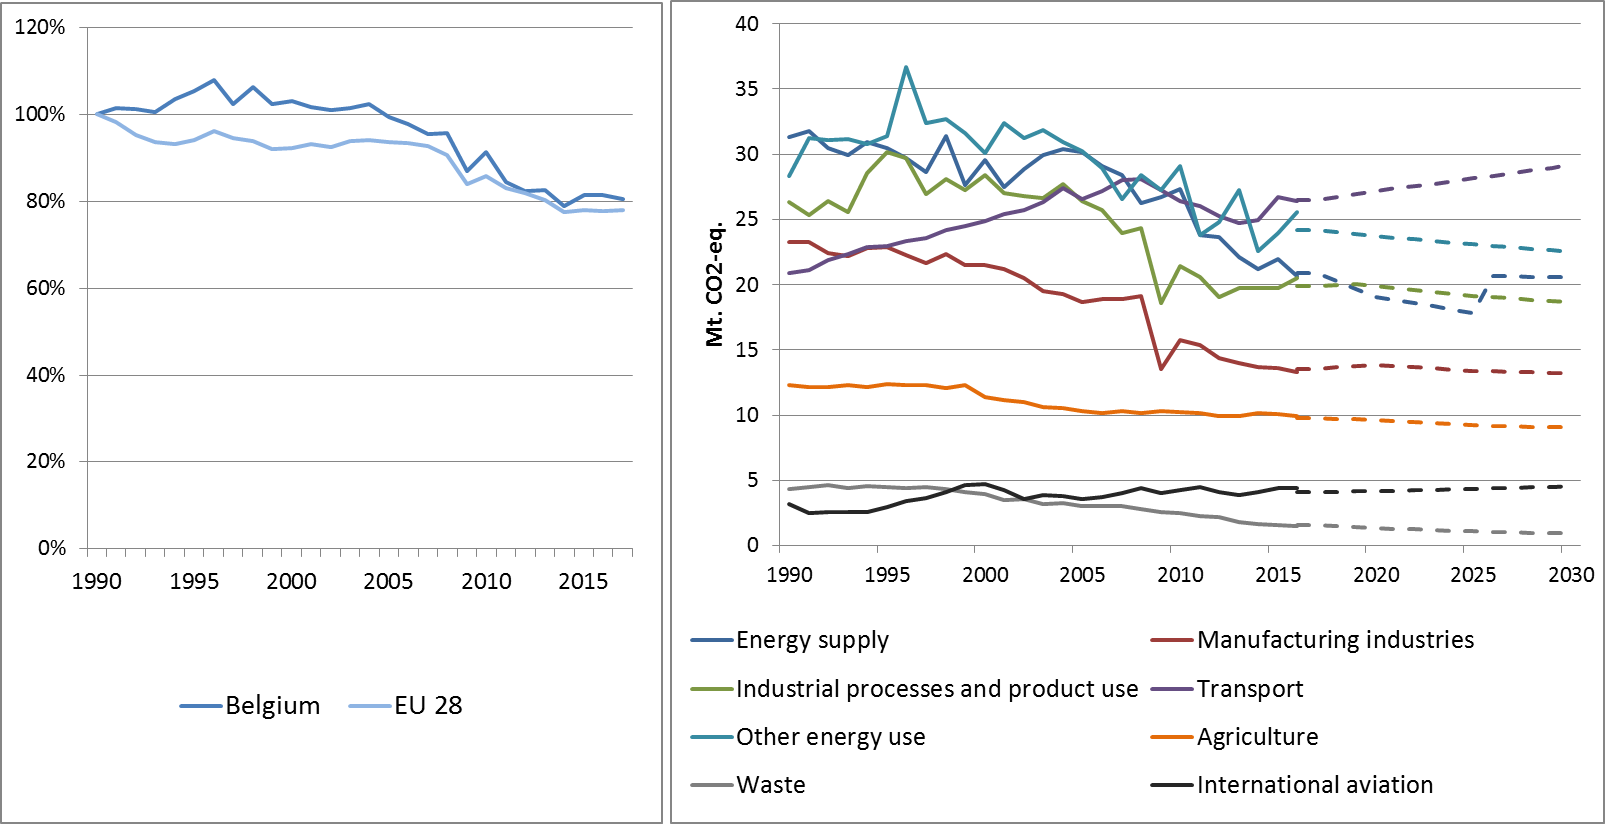 120%
100%
80%
60%
40%
20%
0%
1990 1995 2000 2005 2010 2015
Belgium EU 28
Mt. CO2-eq.
40
35
30
25
20
15
10
5
0
1990 1995 2000 2005 2010 2015 2020 2025 2030
Energy supply Manufacturing industries
Industrial processes and product use Transport
Other energy use Agriculture
Waste International aviation